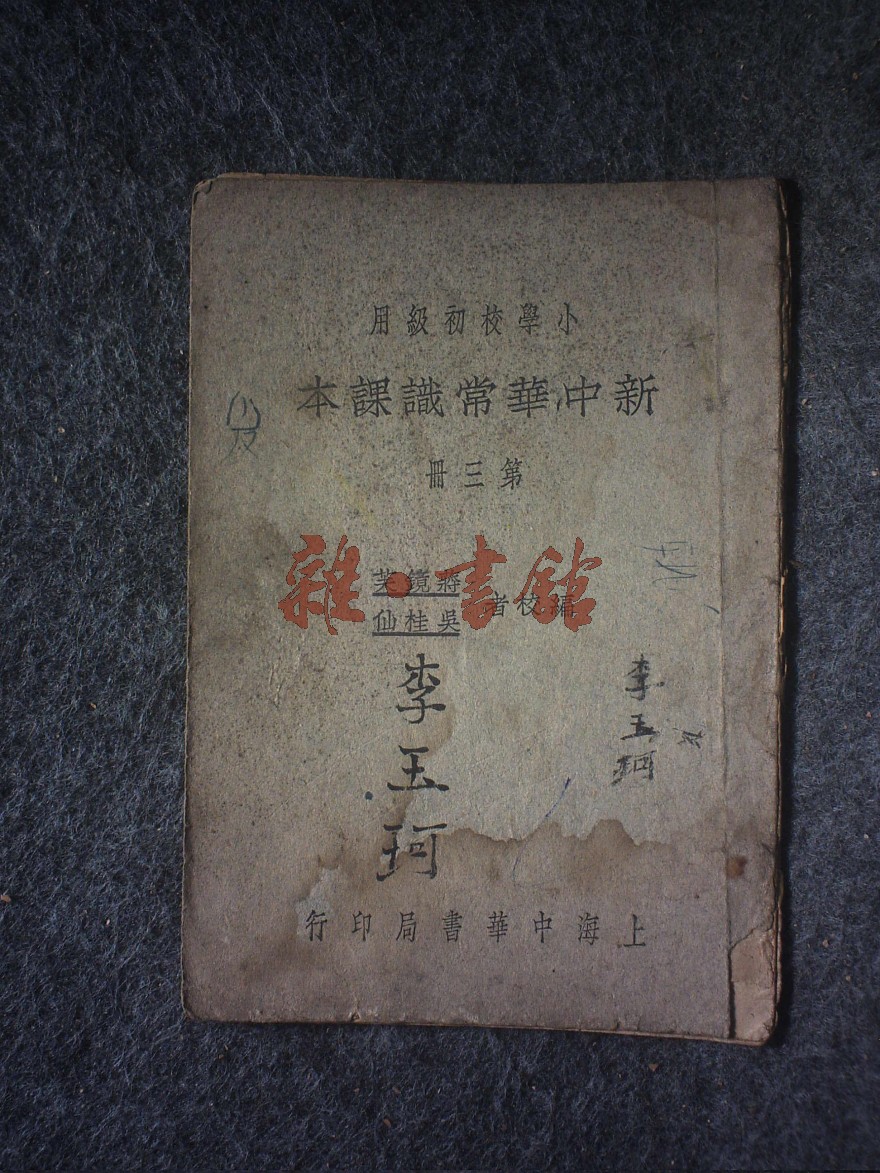 小學校初級用
新中華常識課本
第三冊
編校者
蔣鏡芙
吳桂仙
雜·書館
李玉珂
李玉珂
上海中華書局印行